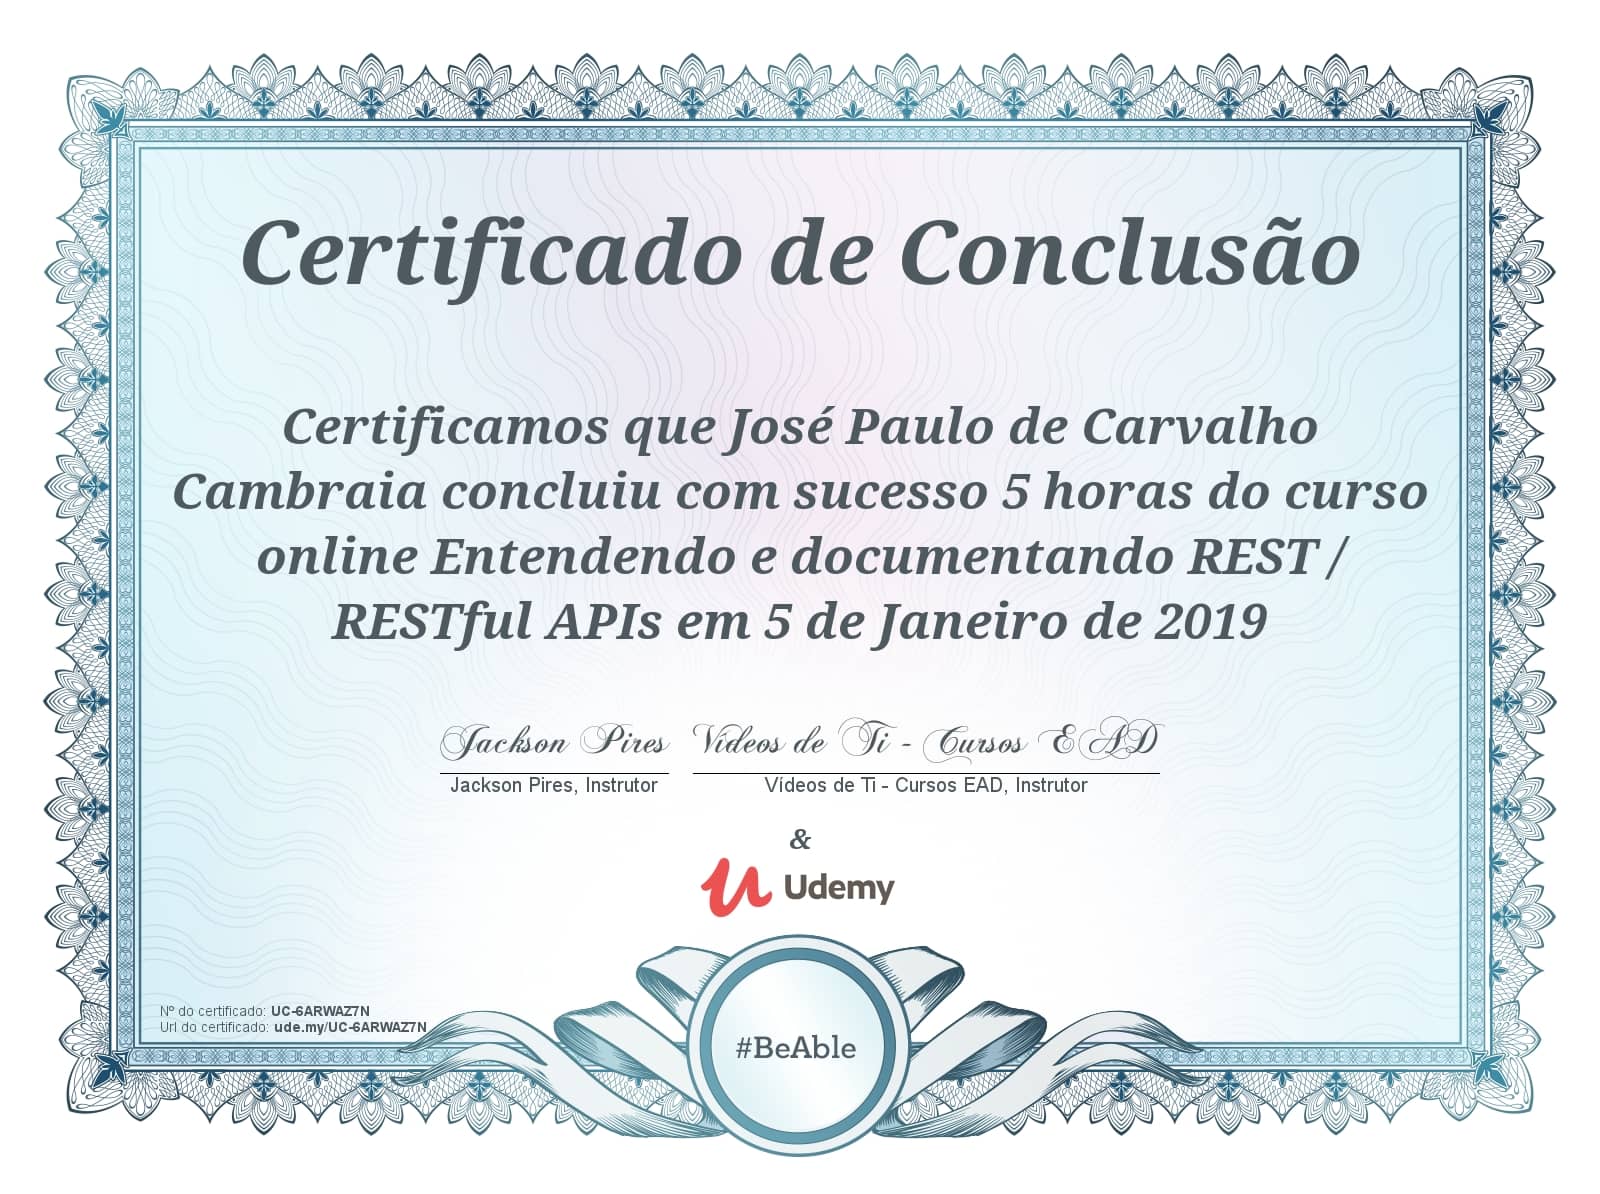 Certificado de Conclusão
Certificamos que José Paulo de Carvalho
Cambraia concluiu com sucesso 5 horas do curso
online Entendendo e documentando REST /
RESTful APIs em 5 de Janeiro de 2019
Jackson Pires Vídeos de Ti - Cursos EAD
Jackson Pires, Instrutor Vídeos de Ti - Cursos EAD, Instrutor
&
Udemy
Nº do certificado: UC-6ARWAZ7N
Url do certificado: ude.my/UC-6ARWAZ7N
#BeAble